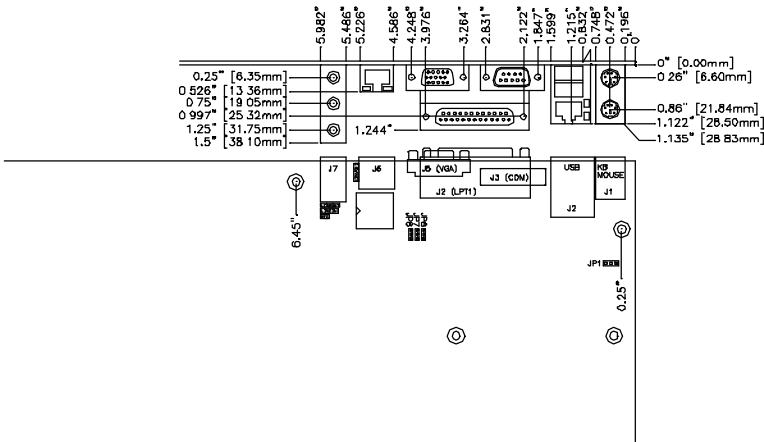 5.982"
5.486"
5.226"
4.586"
4.248"
3.976"
3.264"
2.831"
2.122"
1.847"
1.599"
1.215"
0.832"
0.748"
0.472"
0.196"
0"
0" [0.00mm]
0.26" [6.60mm]
0.25" [6.35mm]
0.526" [13.36mm]
0.75" [19.05mm]
0.997" [25.32mm]
1.25" [31.75mm]
1.5" [38.10mm]
0.86" [21.84mm]
1.122" [28.50mm]
1.135" [28.83mm]
1.244"
J7
J6
J5 (VGA)
J3 (COM)
J2 (LPT1)
USB
J2
KB
MOUSE
J1
6.45"
JP6
JP7
JP8
JP1
0.25"